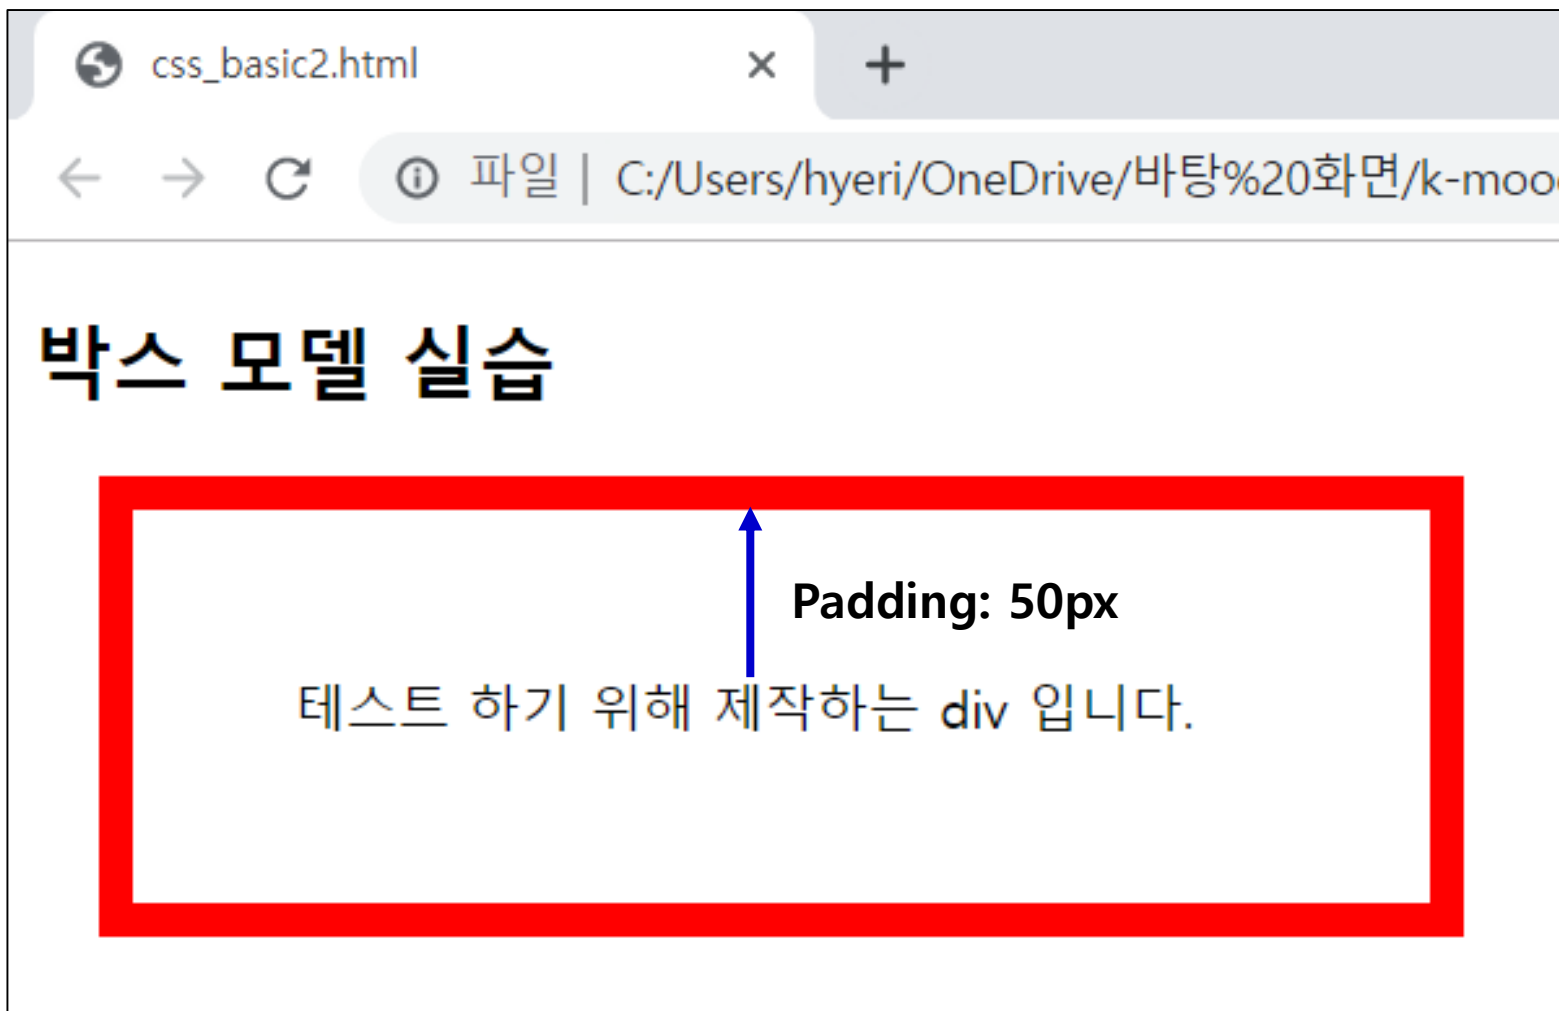 css_basic2.html
파일 | C:/Users/hyeri/OneDrive/바탕%20화면/k-mooc
박스 모델 실습
Padding: 50px
테스트 하기 위해 제작하는 div 입니다.